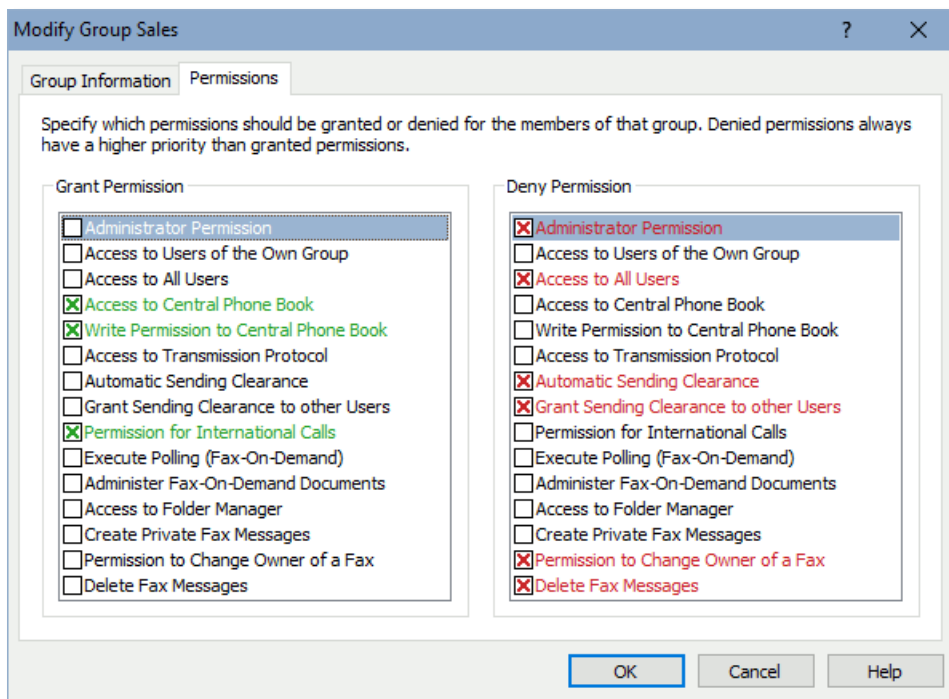 Modify Group Sales
Group Information
Permissions
Specify which permissions should be granted or denied for the members of that group. Denied permissions always
have a higher priority than granted permissions.
Grant Permission
Administrator Permission
Access to Users of the Own Group
Access to All Users
Access to Central Phone Book
Write Permission to Central Phone Book
Access to Transmission Protocol
Automatic Sending Clearance
Grant Sending Clearance to other Users
Permission for International Calls
Execute Polling (Fax-On-Demand)
Administer Fax-On-Demand Documents
Access to Folder Manager
Create Private Fax Messages
Permission to Change Owner of a Fax
Delete Fax Messages
Deny Permission
Administrator Permission
Access to Users of the Own Group
Access to All Users
Access to Central Phone Book
Write Permission to Central Phone Book
Access to Transmission Protocol
Automatic Sending Clearance
Grant Sending Clearance to other Users
Permission for International Calls
Execute Polling (Fax-On-Demand)
Administer Fax-On-Demand Documents
Access to Folder Manager
Create Private Fax Messages
Permission to Change Owner of a Fax
Delete Fax Messages
OK
Cancel
Help